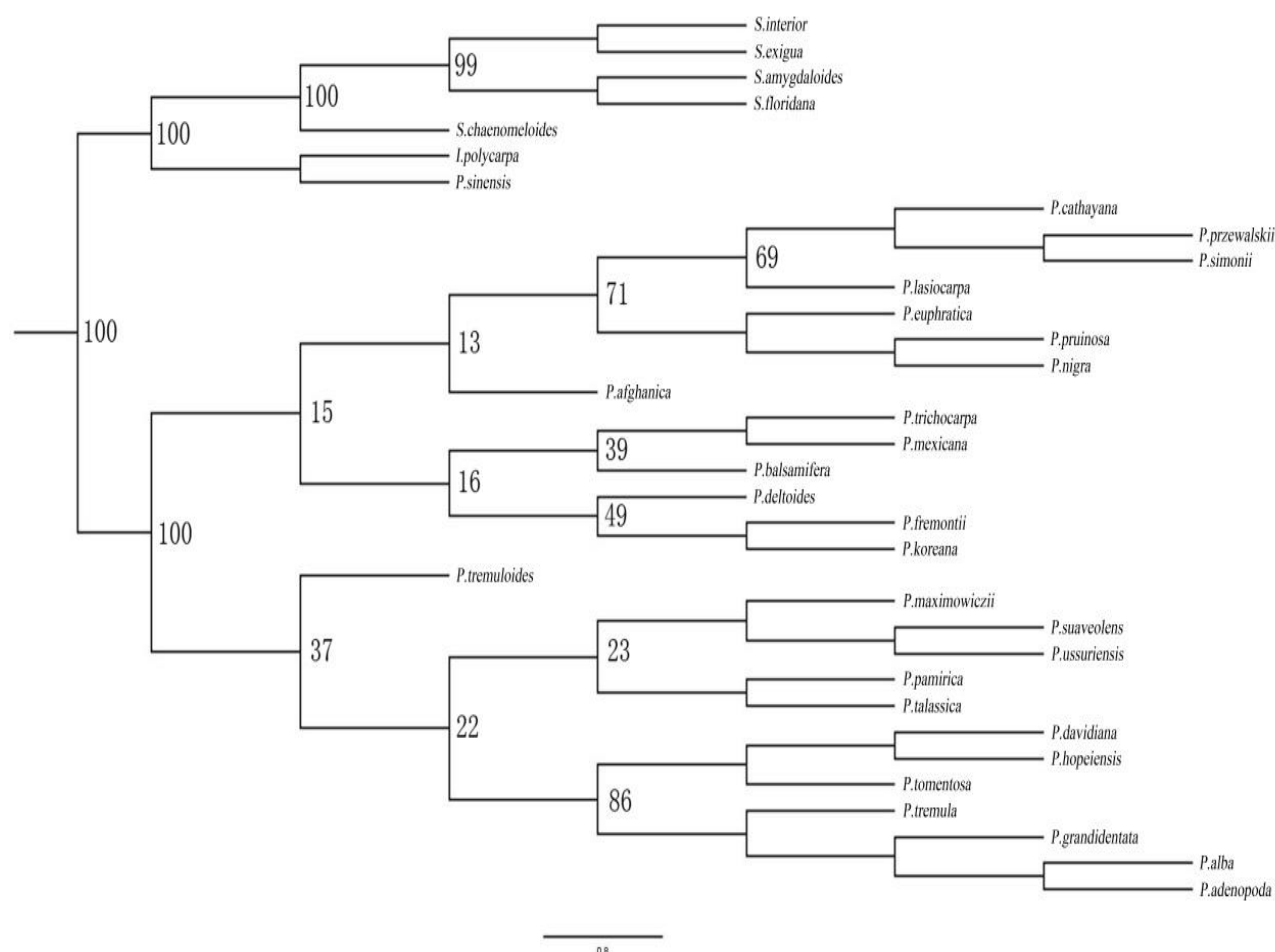 S.interior
S.exigua
99
S.amygdaloides
100
S.floridana
S.chaenomeloides
100
I.polycarpa
P.sinensis
P.cathayana
P.przewalskii
69
P.simonii
P.lasiocarpa
71
P.euphratica
100
13
P.pruinosa
P.nigra
P.afghanica
15
P.trichocarpa
P.mexicana
39
P.balsamifera
16
P.deltoides
49
P.fremontii
100
P.koreana
P.tremuloides
P.maximowiczii
P.suaveolens
37
23
P.ussuriensis
P.pamirica
P.talassica
22
P.davidiana
P.hopeiensis
P.tomentosa
86
P.tremula
P.grandidentata
P.alba
P.adenopoda
0.8